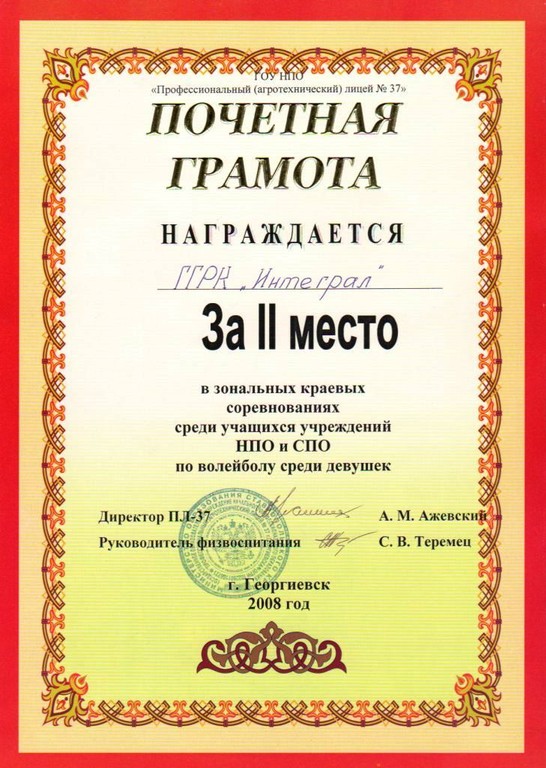 ГОУ НПО
«Профессиональный (агротехнический) лицей № 37»
ПОЧЕТНАЯ
ГРАМОТА
НАГРАЖДАЕТСЯ
ГГРК „Интеграл"
За II место
в зональных краевых
соревнованиях
среди учащихся учреждений
НПО и СПО
по волейболу среди девушек
Директор ПЛ-37 А. М. Ажевский
Руководитель физвоспитания С. В. Теремец
г. Георгиевск
2008 год